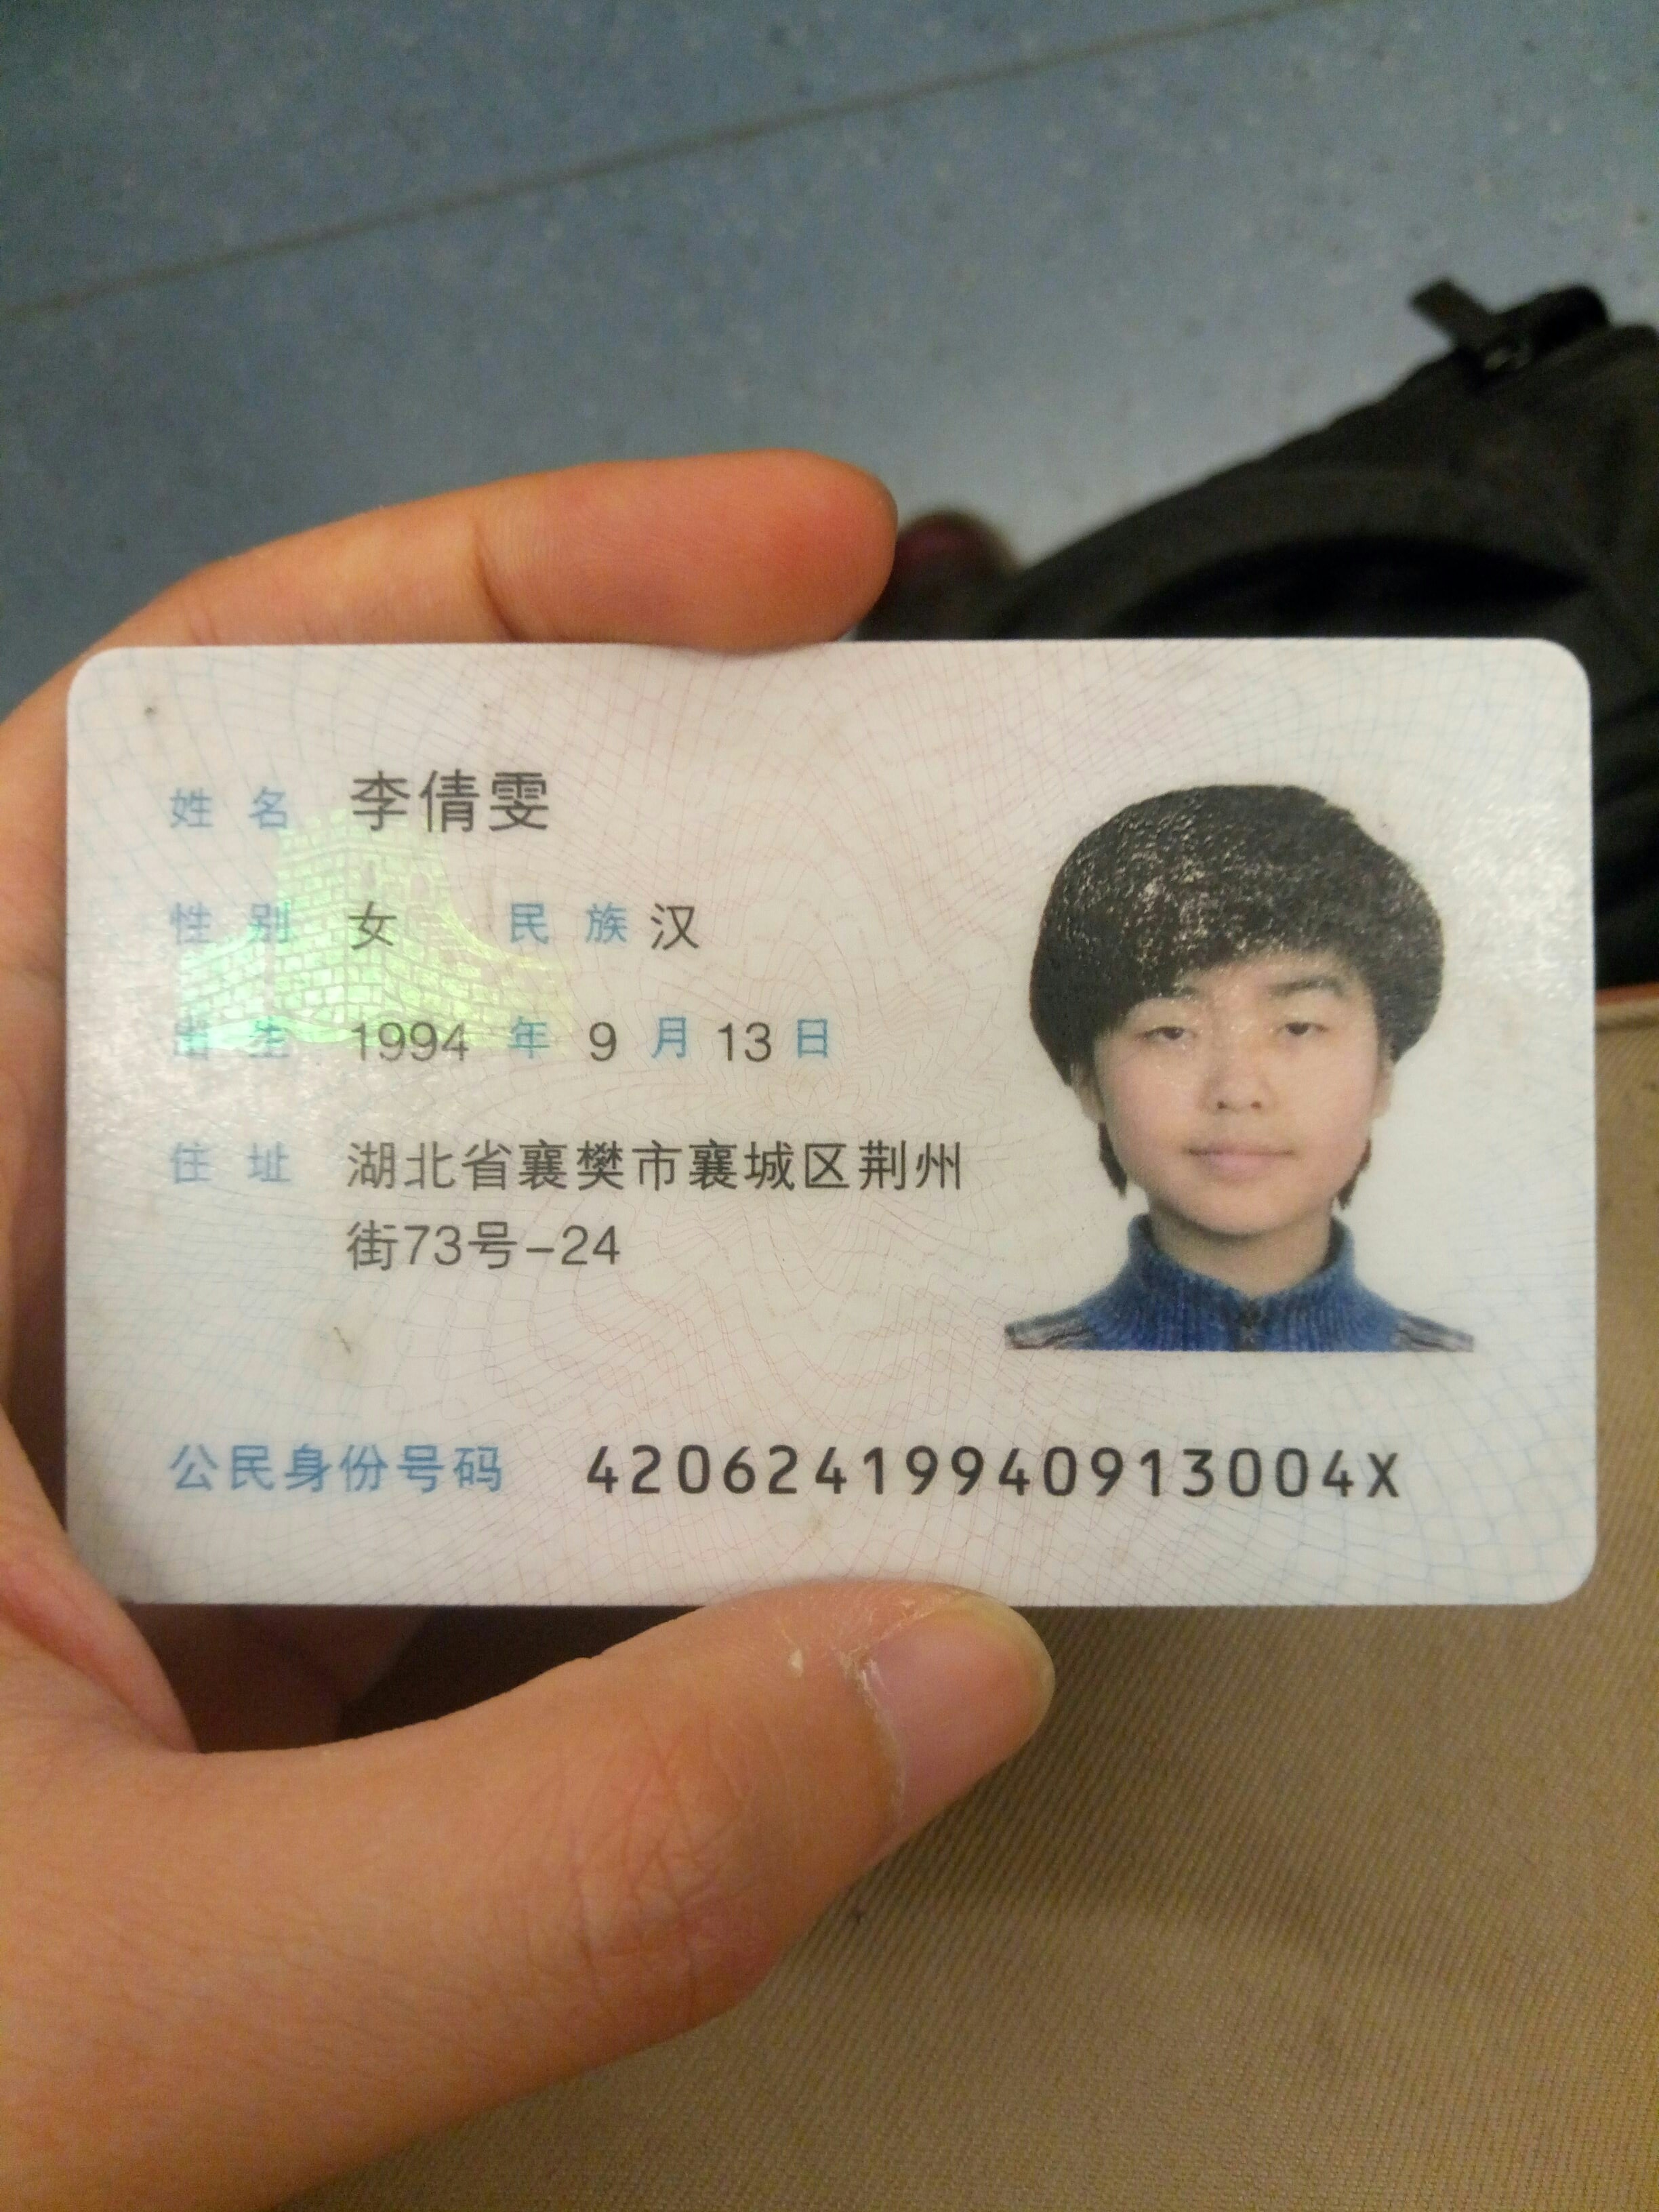 姓名 李倩雯
性别 女 民族 汉
出生 1994 年 9 月 13 日
住址 湖北省襄樊市襄城区荆州
街73号-24
公民身份号码 42062419940913004X